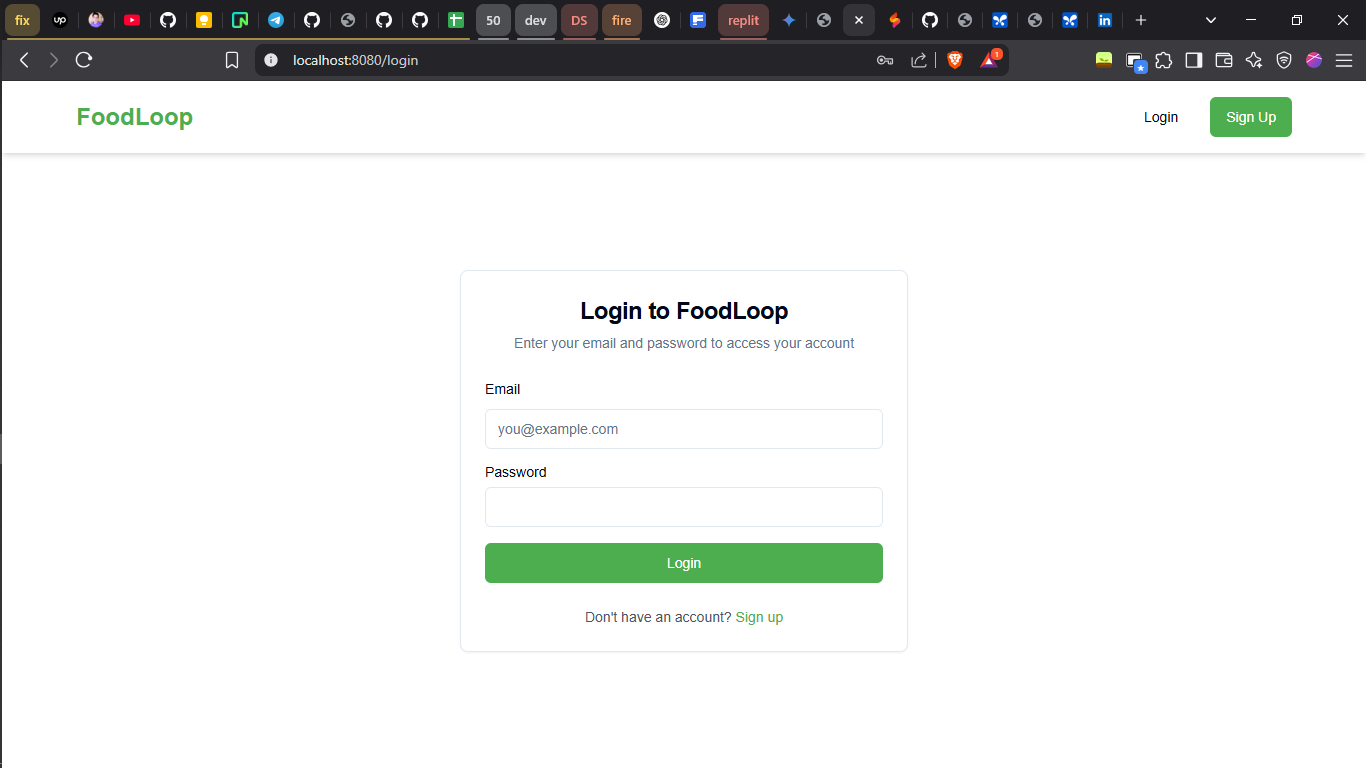 fix
up
50
dev
DS
fire
replit
localhost:8080/login
1
FoodLoop
Login
Sign Up
Login to FoodLoop
Enter your email and password to access your account
Email
you@example.com
Password
Login
Don't have an account? Sign up